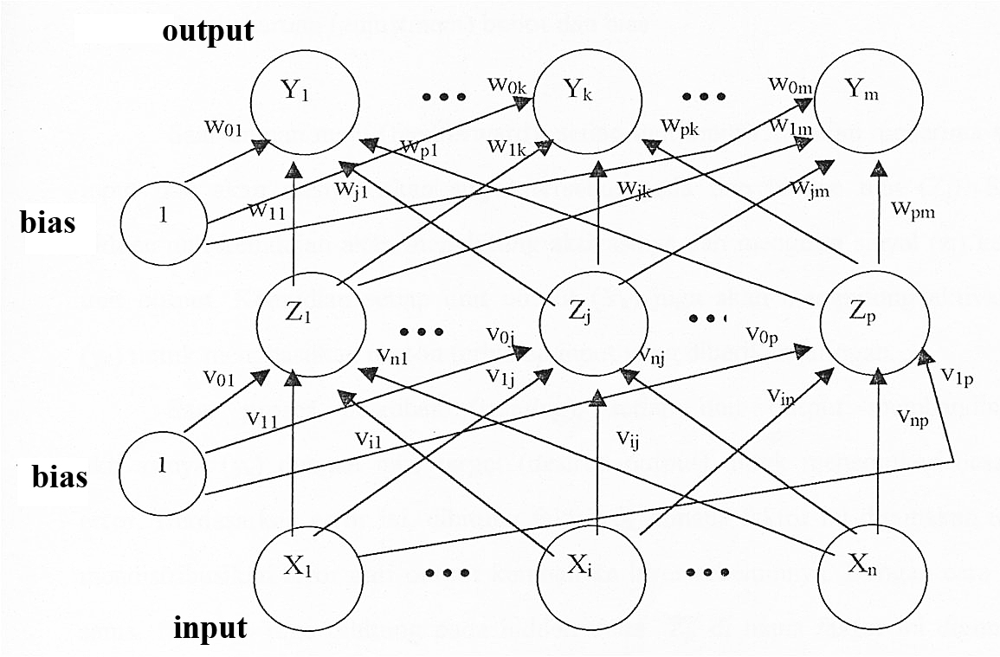 output
Y1 ••• w0k Yk ••• w0m Ym
w01 wp1 w1k wpk w1m
1 w11 wj1 wjk wjm wpm
bias
Z1 ••• v0j Zj ••• v0p Zp
v01 vn1 v1j vnj v1p
v11 vi1 vij vin vnp
1
bias
X1 ••• Xi ••• Xn
input